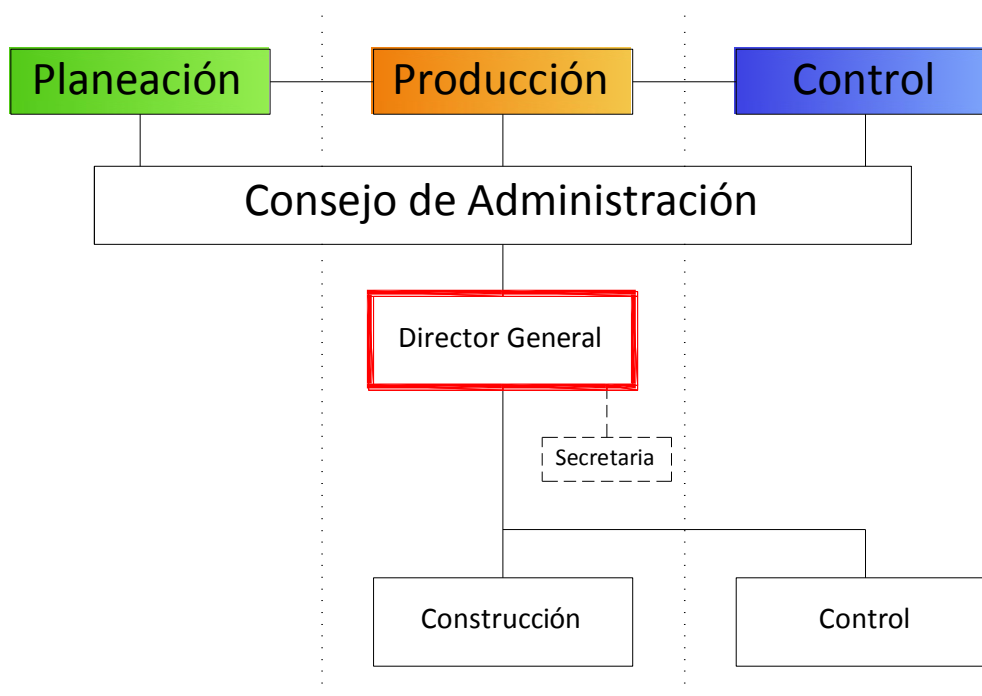 Planeación
Producción
Control
Consejo de Administración
Director General
Secretaria
Construcción
Control